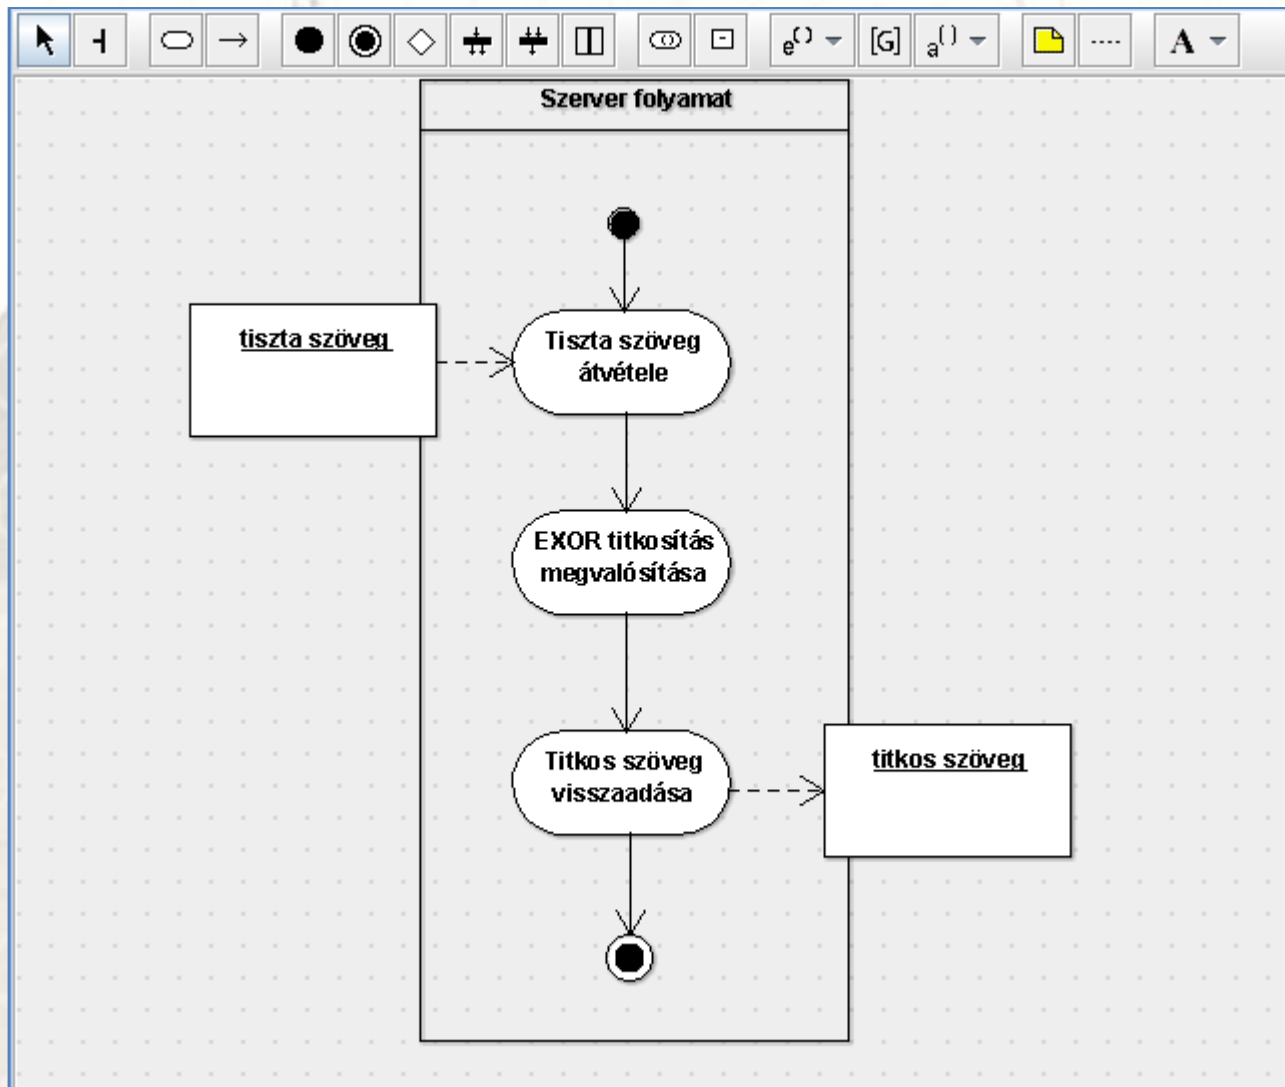 e()
[G]
a()
A
Szerver folyamat
tiszta szöveg
Tiszta szöveg
átvétele
EXOR titkosítás
megvalósítása
Titkos szöveg
visszaadása
titkos szöveg